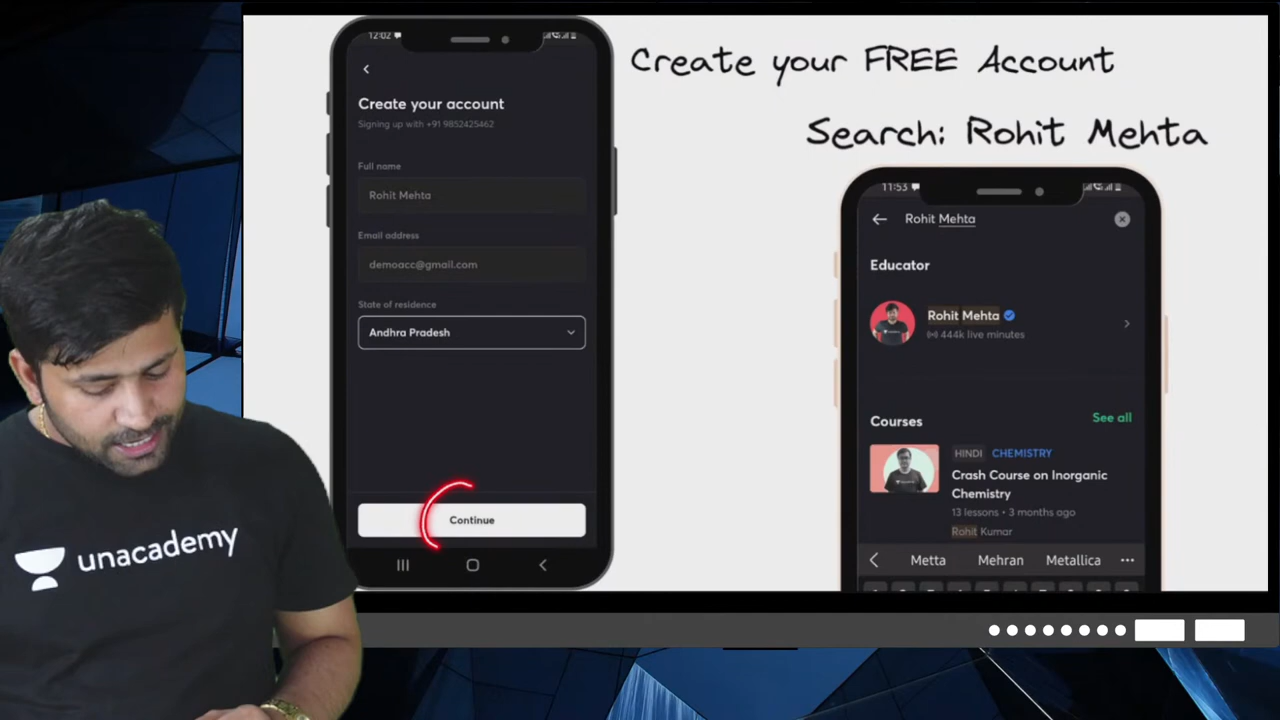 Create your FREE Account
Search: Rohit Mehta
12:02
Create your account
Signing up with +91 9852425462
Full name
Rohit Mehta
Email address
demoacc@gmail.com
State of residence
Andhra Pradesh
Continue
11:53
Rohit Mehta
Educator
Rohit Mehta
444k live minutes
Courses
See all
HINDI CHEMISTRY
Crash Course on Inorganic
Chemistry
13 lessons • 3 months ago
Rohit Kumar
Metta Mehran Metallica
unacademy